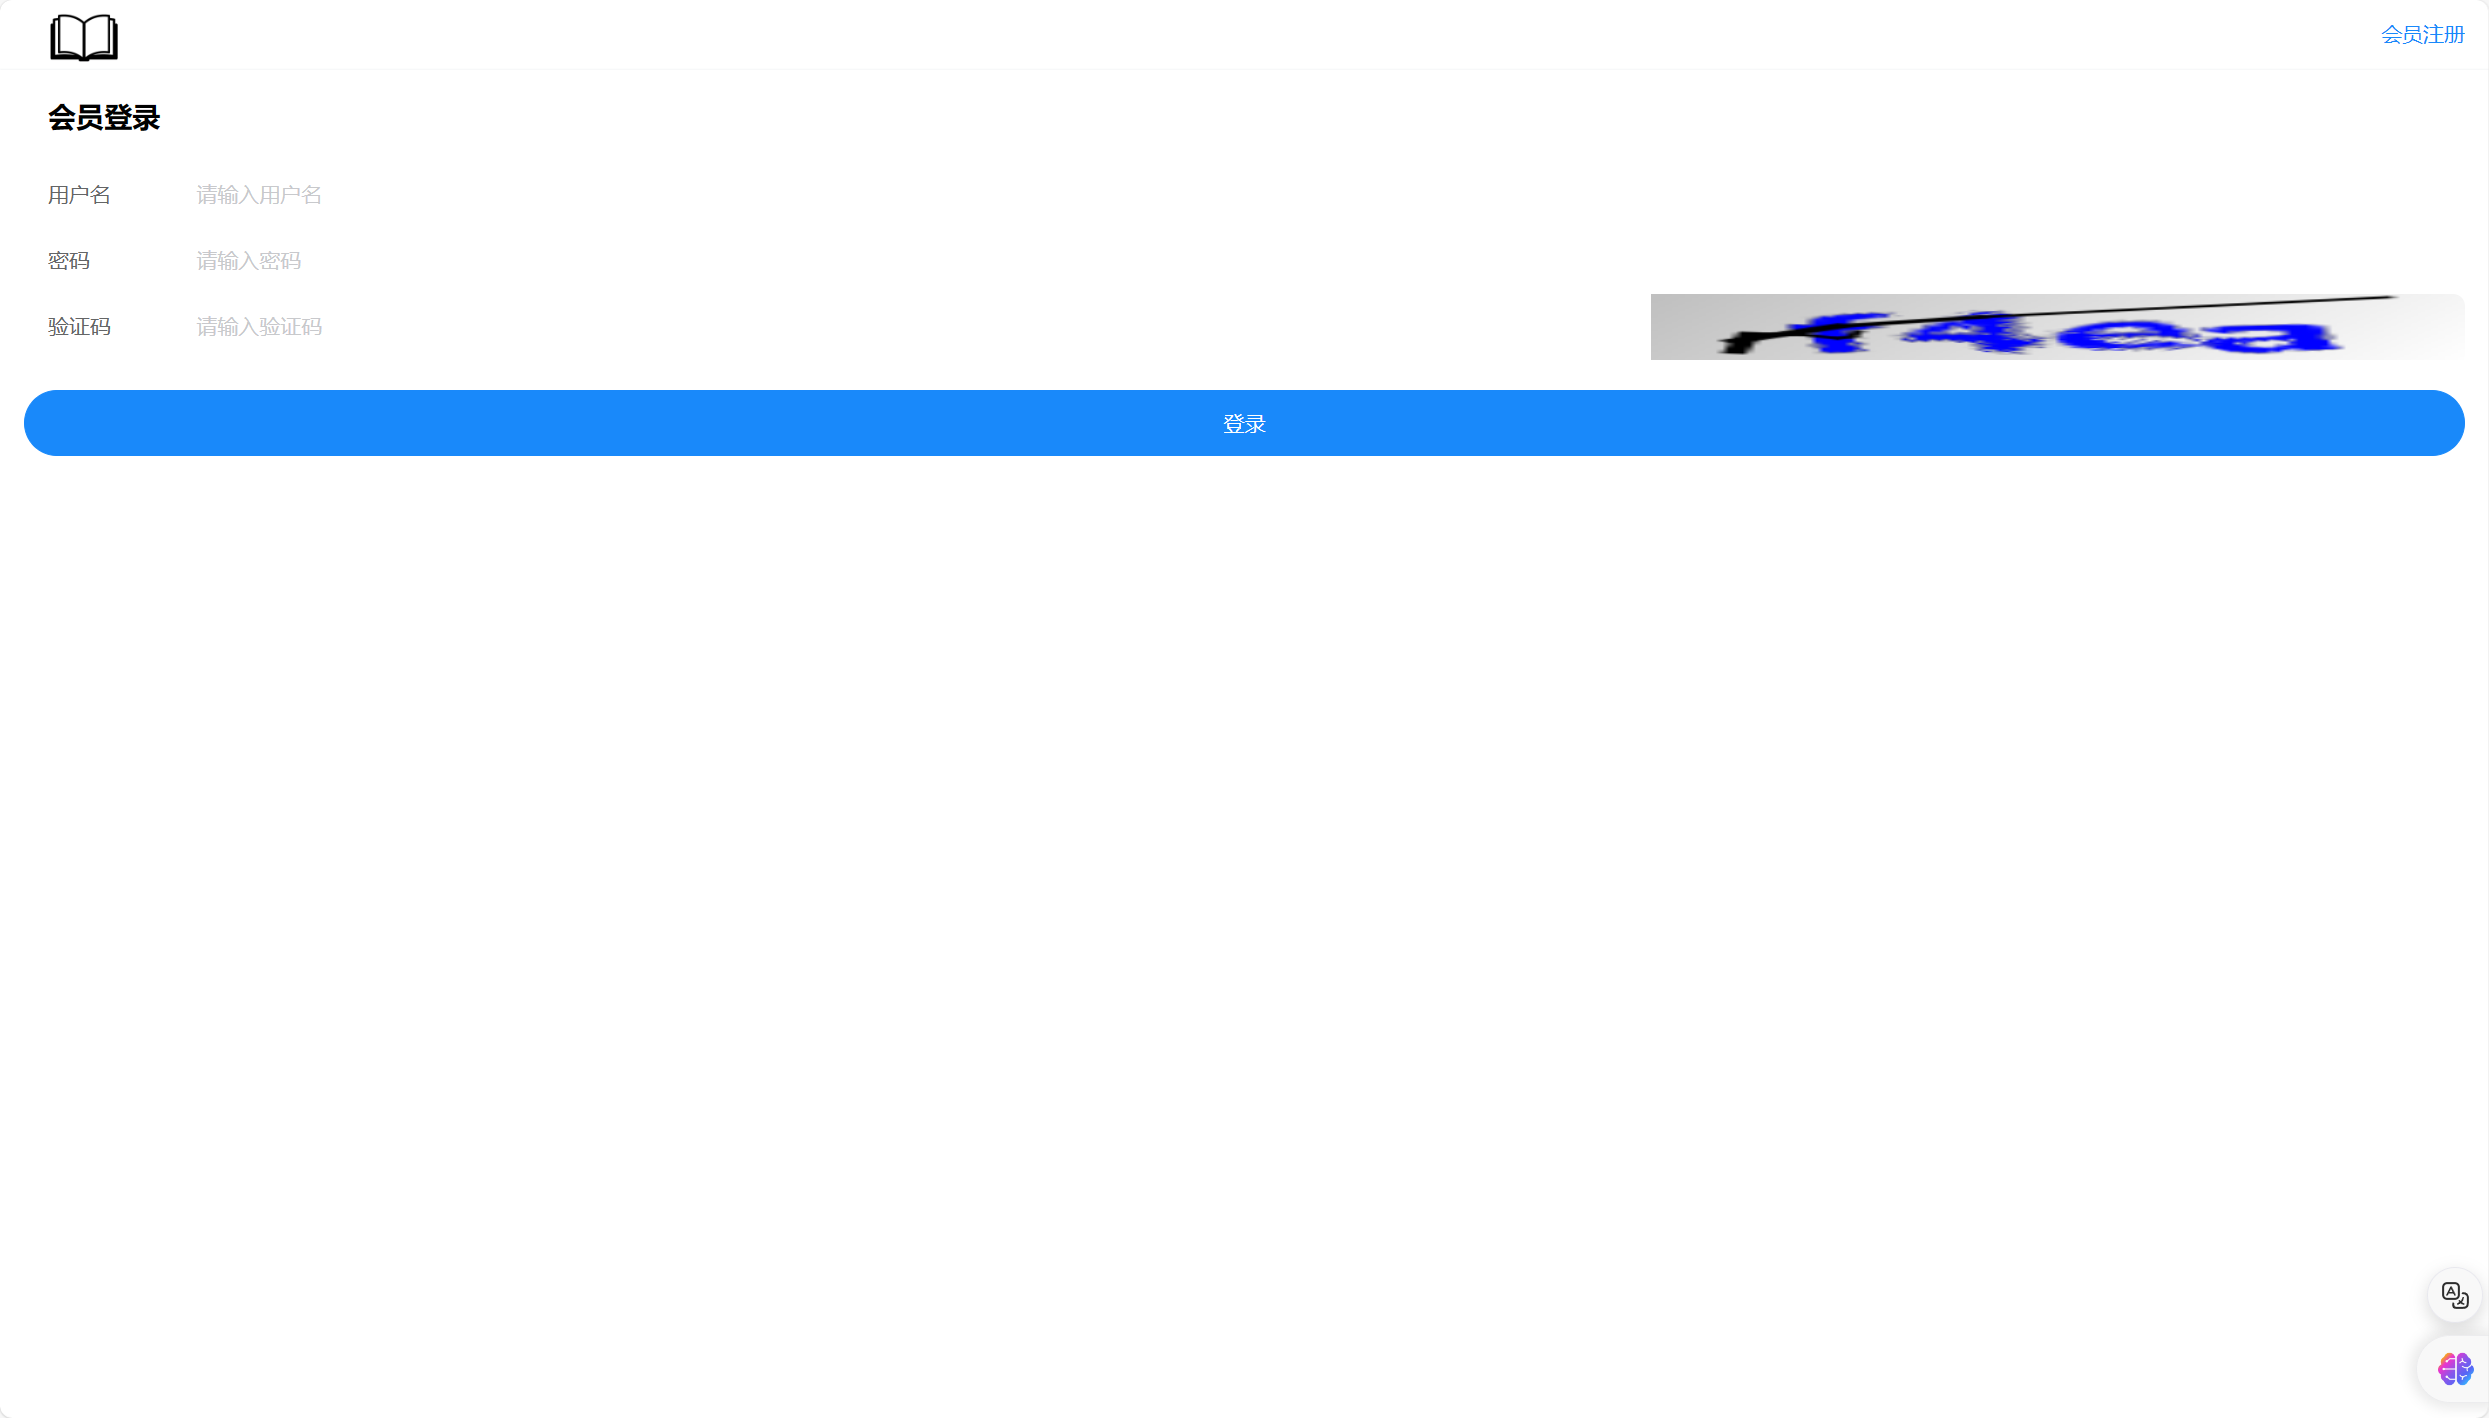 会员注册
会员登录
用户名 请输入用户名
密码 请输入密码
验证码 请输入验证码
登录